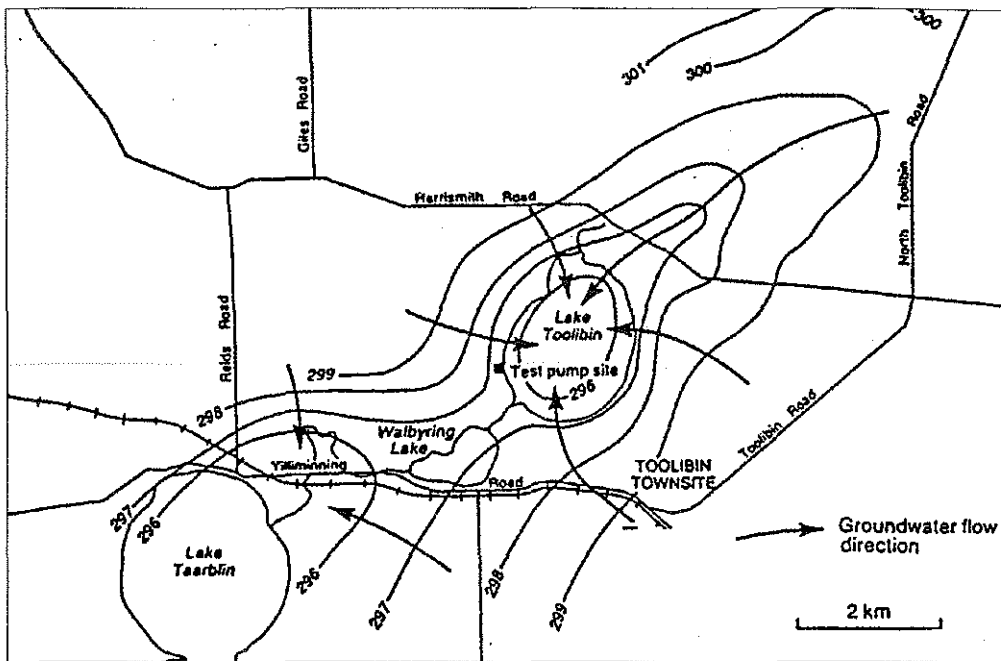 300
301
300
Giles Road
Road
Harrismith Road
North Toolibin
Reids Road
Lake
Toolibin
299
Test pump site
296
298
Walbyring
Lake
Toolibin Road
Yilliminning
TOOLIBIN
TOWNSITE
Road
297
296
Groundwater flow
direction
Lake
Taarblin
296
297
298
299
2 km